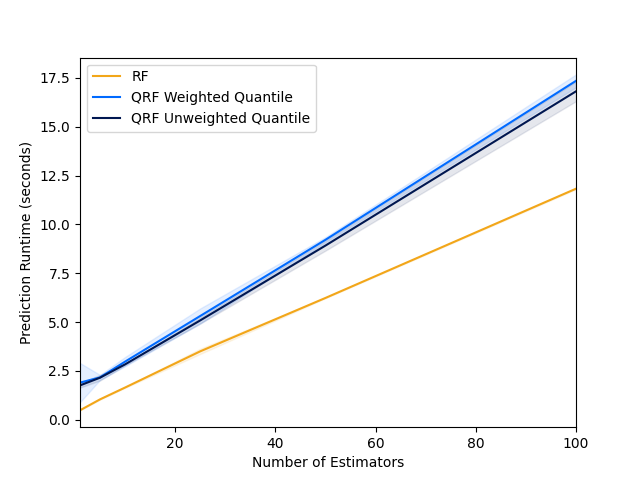 RF
QRF Weighted Quantile
QRF Unweighted Quantile
17.5
15.0
12.5
10.0
7.5
5.0
2.5
0.0
Prediction Runtime (seconds)
20 40 60 80 100
Number of Estimators